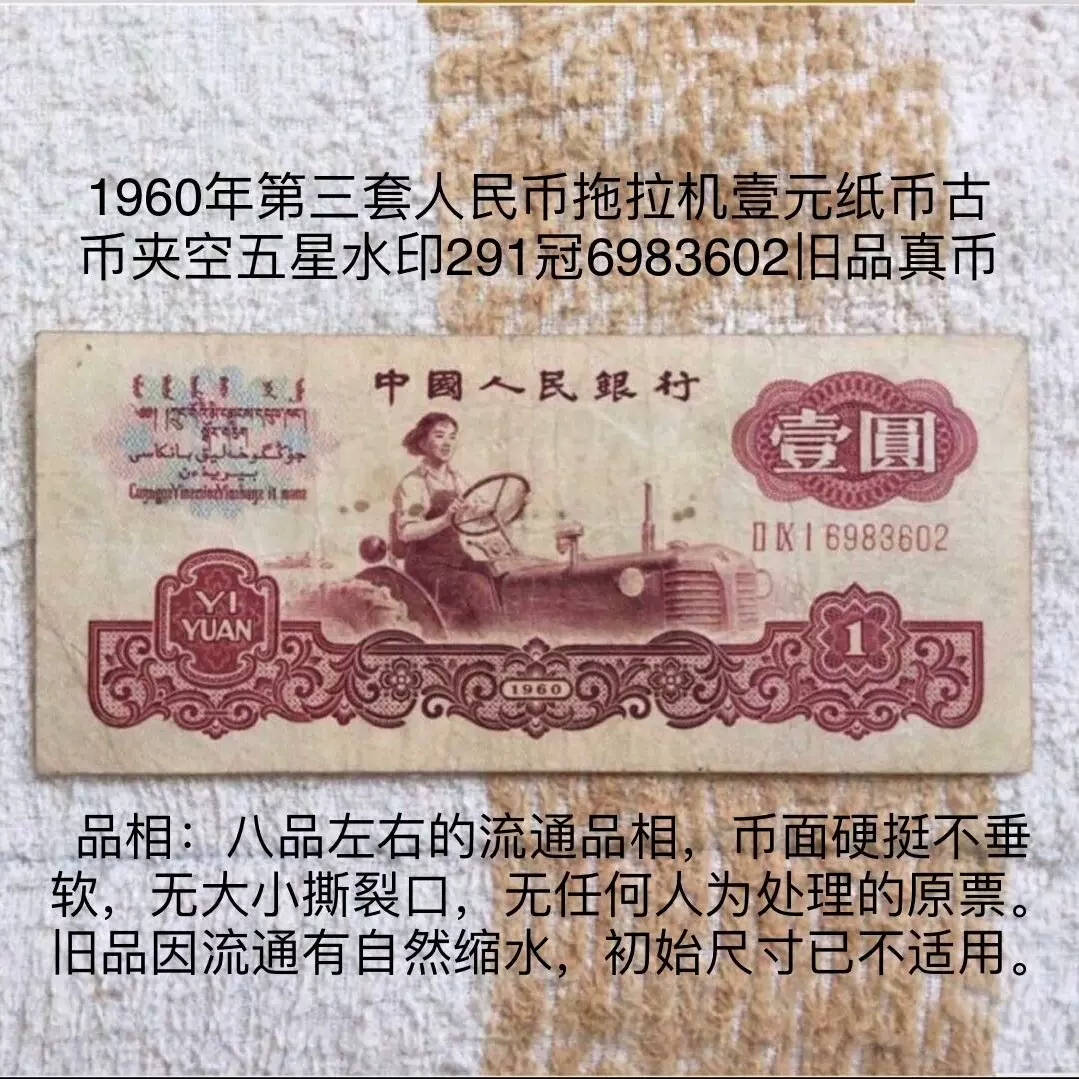 1960年第三套人民币拖拉机壹元纸币古
币夹空五星水印291冠6983602旧品真币
中國人民銀行
壹圓
ⅡⅨⅠ6983602
YI
YUAN
1
1960
品相：八品左右的流通品相，币面硬挺不垂
软，无大小撕裂口，无任何人为处理的原票。
旧品因流通有自然缩水，初始尺寸已不适用。